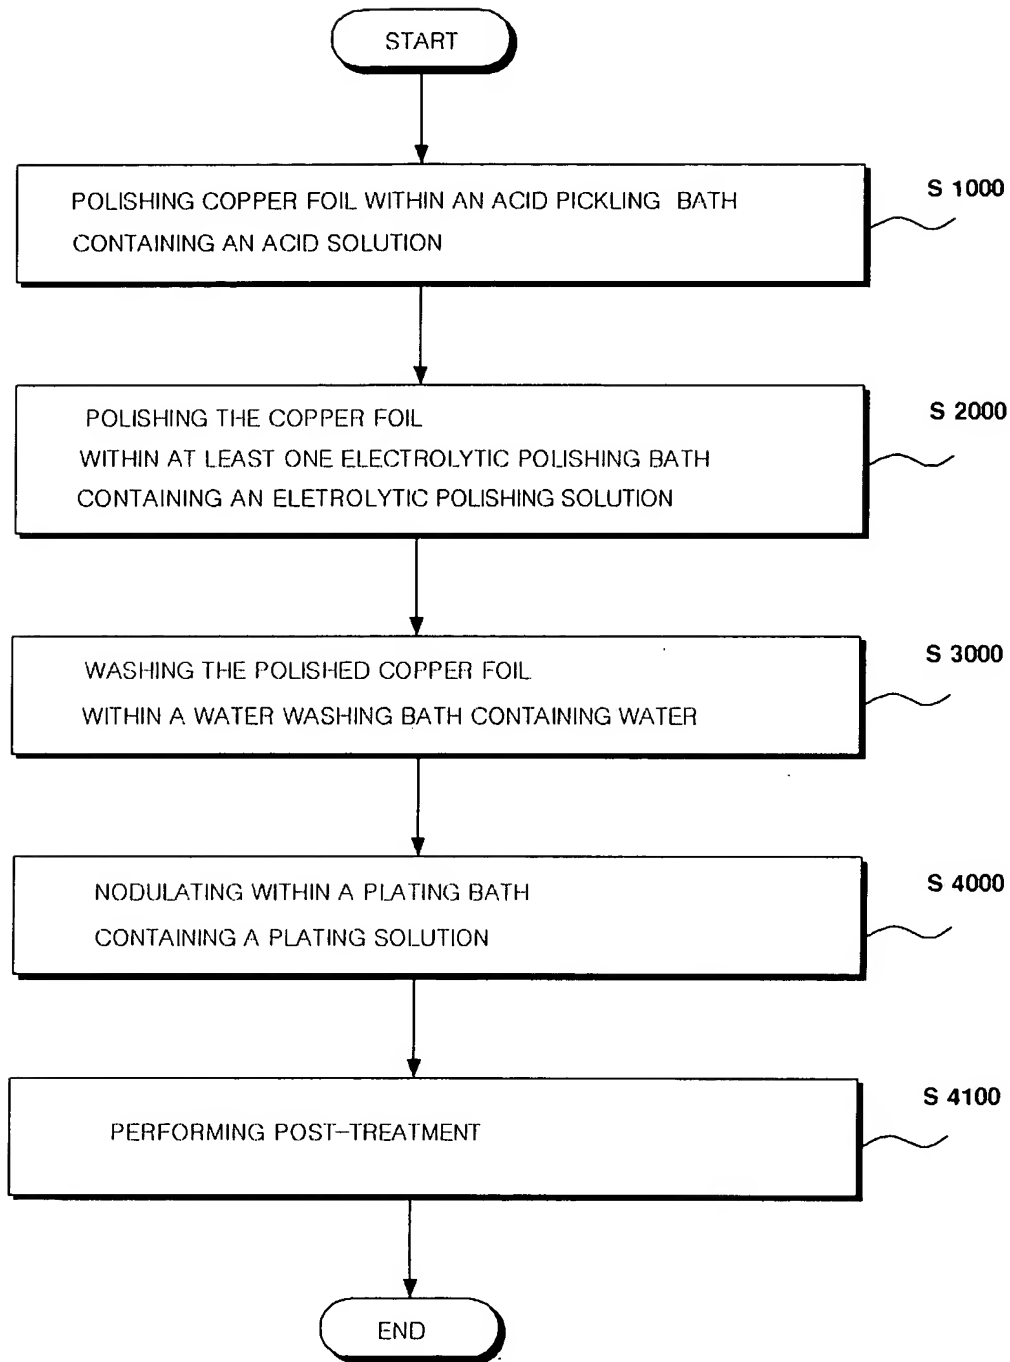 START
POLISHING COPPER FOIL WITHIN AN ACID PICKLING BATH
CONTAINING AN ACID SOLUTION
S 1000
POLISHING THE COPPER FOIL
WITHIN AT LEAST ONE ELECTROLYTIC POLISHING BATH
CONTAINING AN ELETROLYTIC POLISHING SOLUTION
S 2000
WASHING THE POLISHED COPPER FOIL
WITHIN A WATER WASHING BATH CONTAINING WATER
S 3000
NODULATING WITHIN A PLATING BATH
CONTAINING A PLATING SOLUTION
S 4000
PERFORMING POST-TREATMENT
S 4100
END